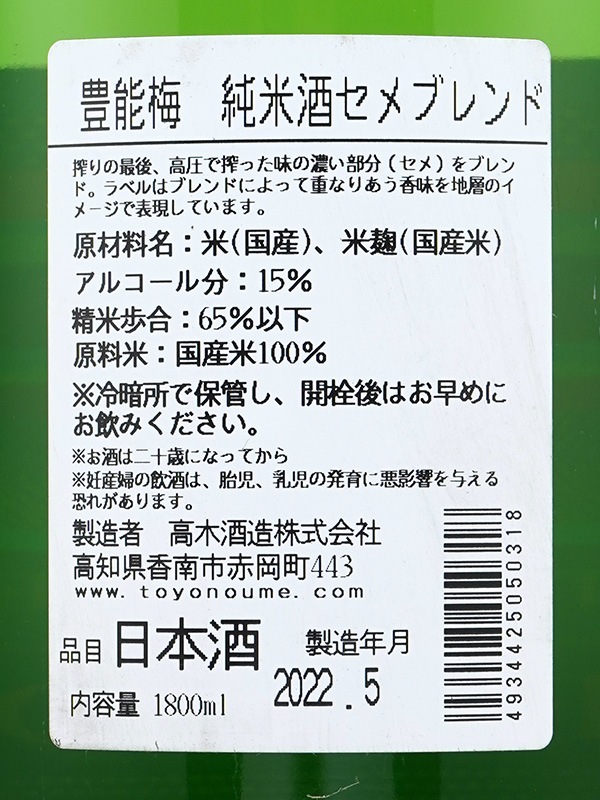 豊能梅　純米酒セメブレンド
搾りの最後、高圧で搾った味の濃い部分（セメ）をブレン
ド。ラベルはブレンドによって重なりあう香味を地層のイ
メージで表現しています。
原材料名：米(国産)、米麹(国産米)
アルコール分：15%
精米歩合：65%以下
原料米：国産米100%
※冷暗所で保管し、開栓後はお早めに
お飲みください。
※お酒は二十歳になってから
※妊産婦の飲酒は、胎児、乳児の発育に悪影響を与える
恐れがあります。
製造者　高木酒造株式会社
高知県香南市赤岡町443
www.toyonoume.com
品目 日本酒　製造年月
内容量 1800ml　2022.5
4934425050318